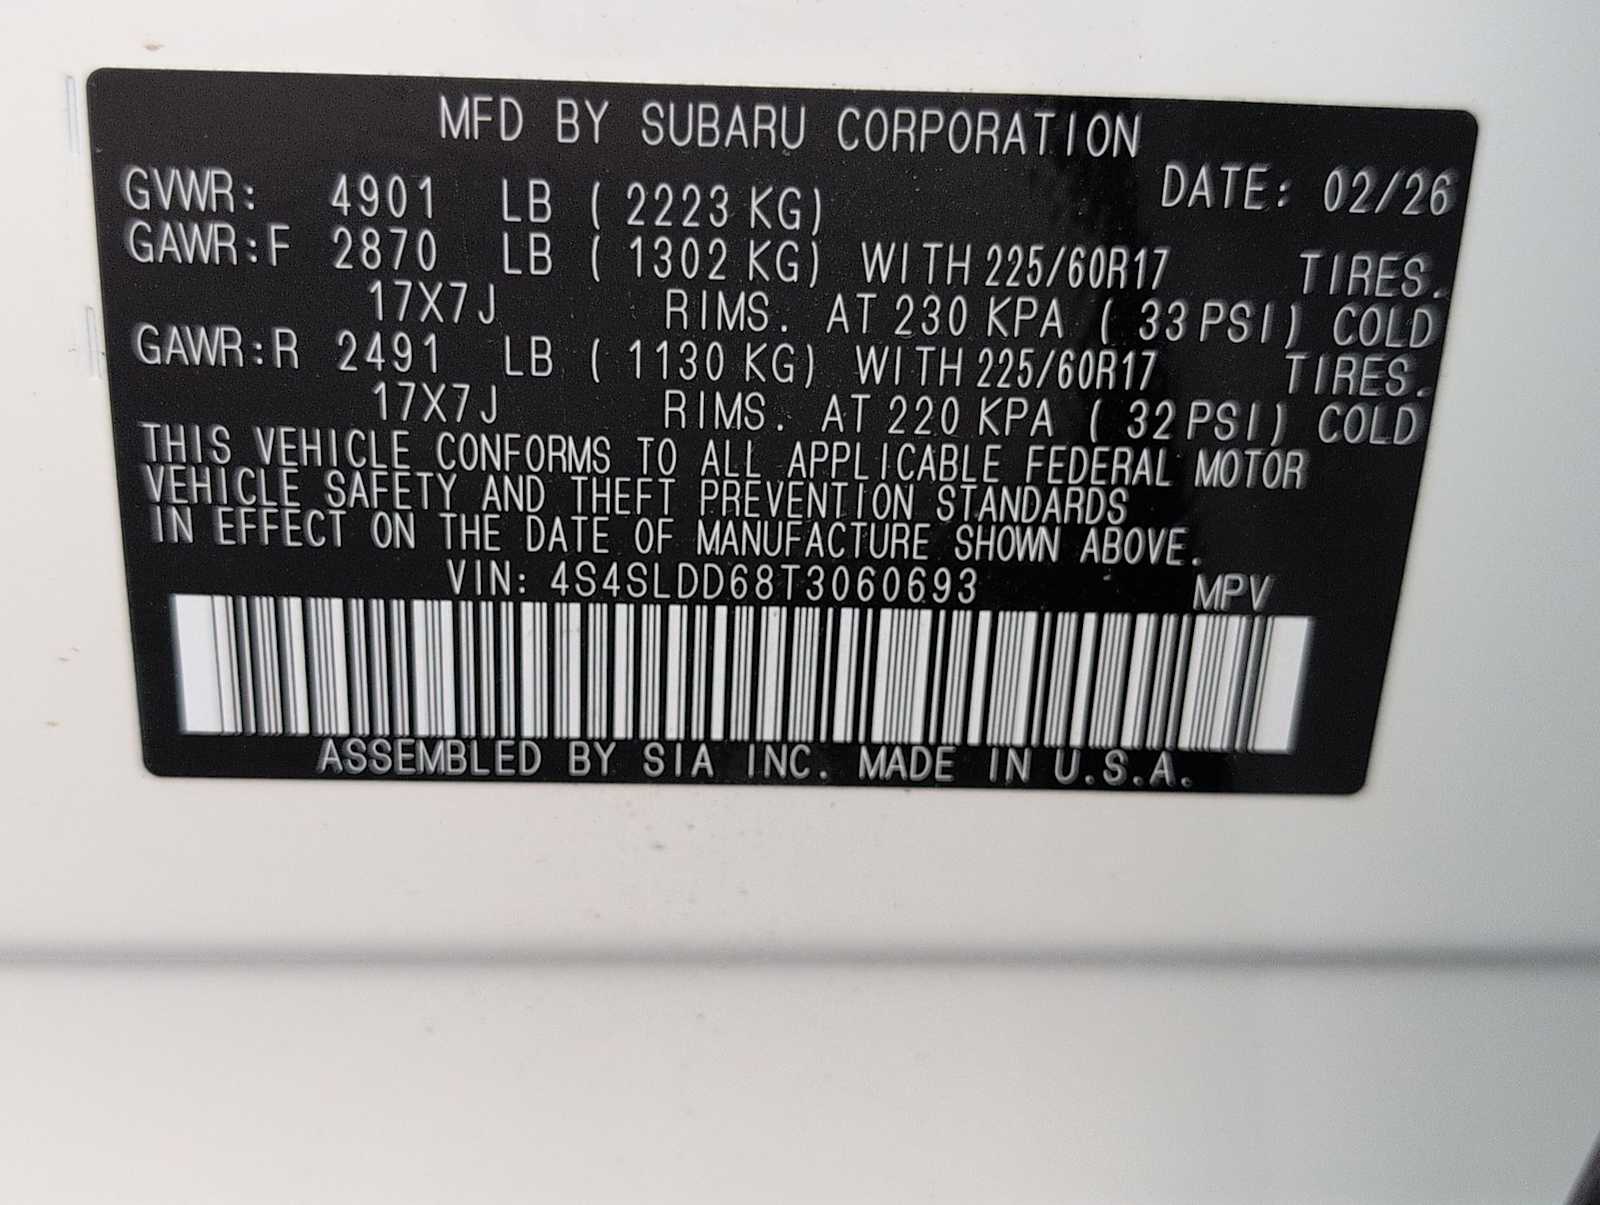 MFD BY SUBARU CORPORATION
GVWR: 4901 LB ( 2223 KG) DATE: 02/26
GAWR:F 2870 LB ( 1302 KG) WITH 225/60R17 TIRES.
17X7J RIMS. AT 230 KPA ( 33 PSI) COLD
GAWR:R 2491 LB ( 1130 KG) WITH 225/60R17 TIRES.
17X7J RIMS. AT 220 KPA ( 32 PSI) COLD
THIS VEHICLE CONFORMS TO ALL APPLICABLE FEDERAL MOTOR
VEHICLE SAFETY AND THEFT PREVENTION STANDARDS
IN EFFECT ON THE DATE OF MANUFACTURE SHOWN ABOVE.
VIN: 4S4SLDD68T3060693 MPV
ASSEMBLED BY SIA INC. MADE IN U.S.A.